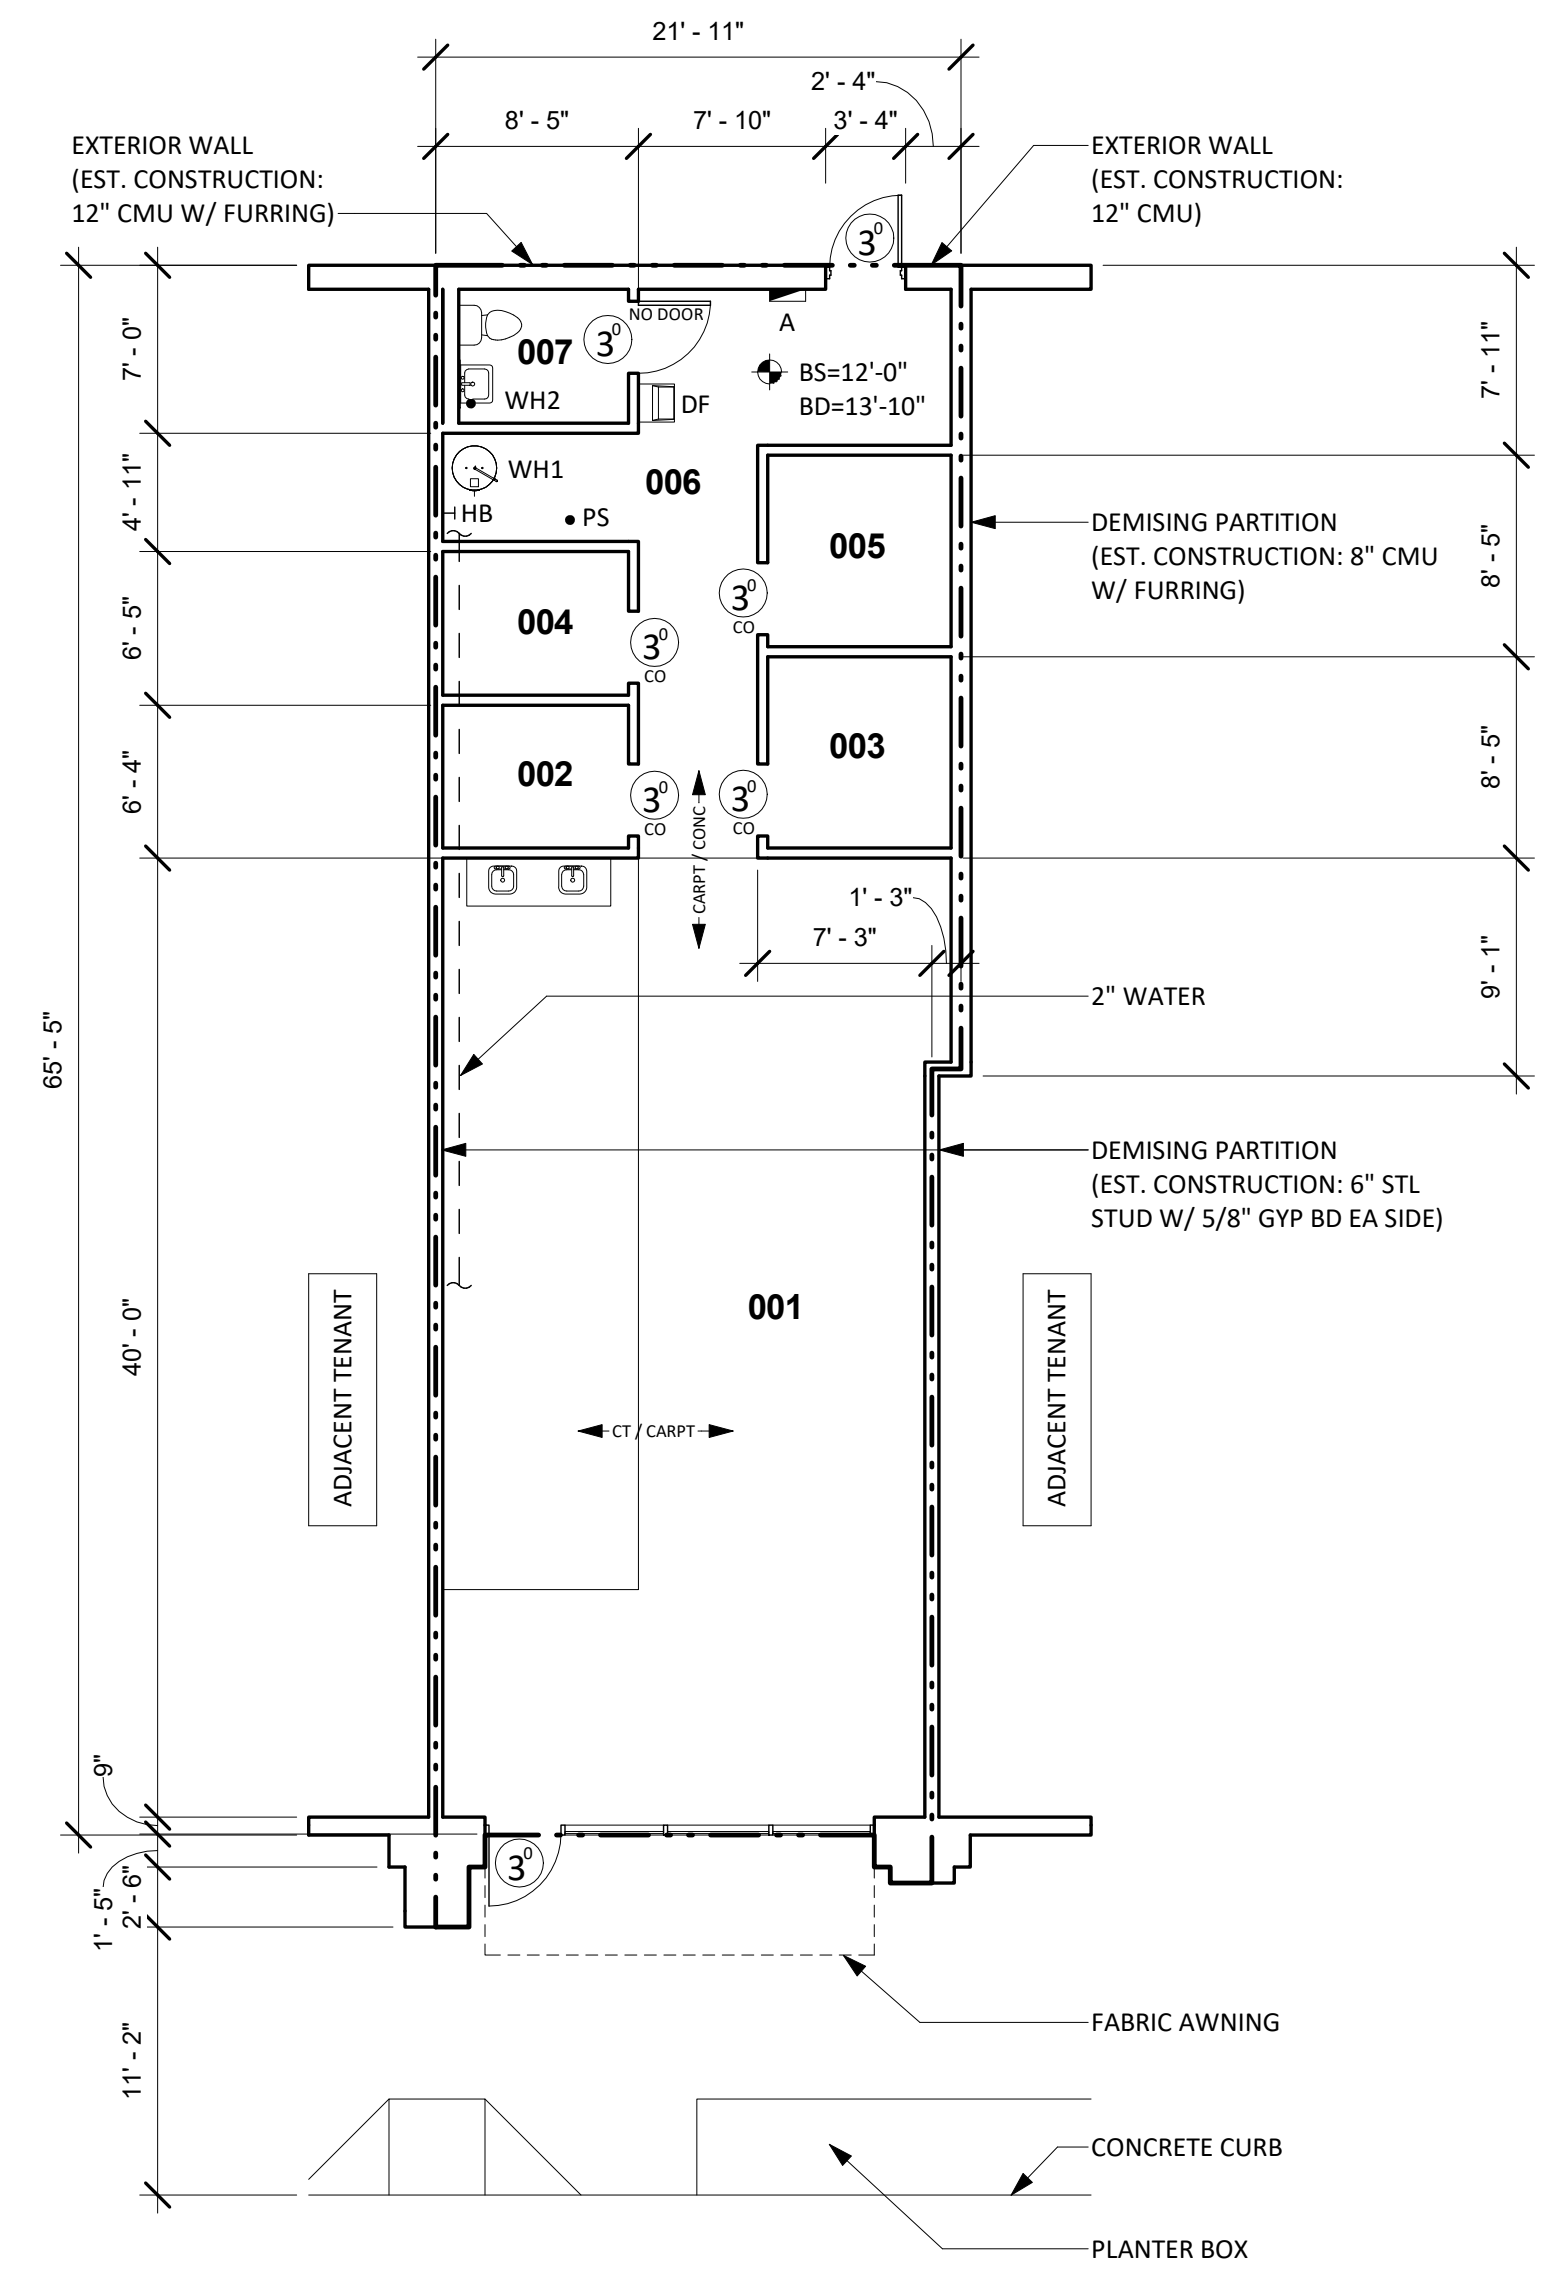 21' - 11"
2' - 4"
8' - 5"
7' - 10"
3' - 4"
EXTERIOR WALL
(EST. CONSTRUCTION:
12" CMU W/ FURRING)
EXTERIOR WALL
(EST. CONSTRUCTION:
12" CMU)
3⁰
NO DOOR
A
007
3⁰
7' - 0"
7' - 11"
BS=12'-0"
BD=13'-10"
WH2
DF
WH1
006
4' - 11"
HB
PS
DEMISING PARTITION
(EST. CONSTRUCTION: 8" CMU
W/ FURRING)
005
8' - 5"
3⁰
CO
004
6' - 5"
3⁰
CO
003
8' - 5"
002
6' - 4"
3⁰
CO
3⁰
CO
CARPT / CONC
1' - 3"
7' - 3"
9' - 1"
2" WATER
65' - 5"
DEMISING PARTITION
(EST. CONSTRUCTION: 6" STL
STUD W/ 5/8" GYP BD EA SIDE)
001
40' - 0"
ADJACENT TENANT
ADJACENT TENANT
CT / CARPT
9"
3⁰
1' - 5"
2' - 6"
FABRIC AWNING
11' - 2"
CONCRETE CURB
PLANTER BOX